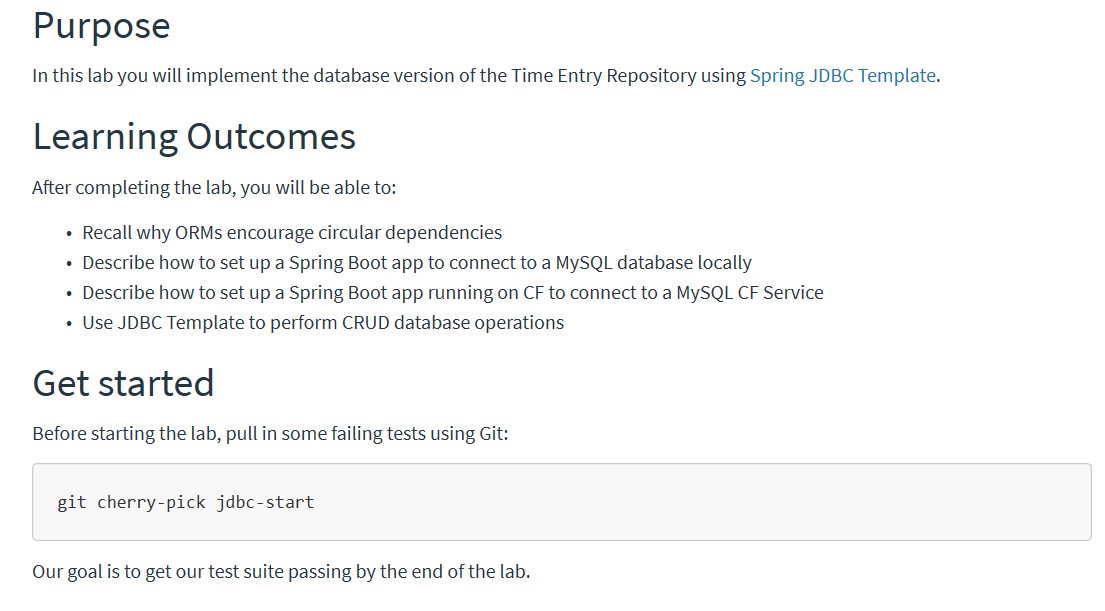 Purpose
In this lab you will implement the database version of the Time Entry Repository using Spring JDBC Template.
Learning Outcomes
After completing the lab, you will be able to:
• Recall why ORMs encourage circular dependencies
• Describe how to set up a Spring Boot app to connect to a MySQL database locally
• Describe how to set up a Spring Boot app running on CF to connect to a MySQL CF Service
• Use JDBC Template to perform CRUD database operations
Get started
Before starting the lab, pull in some failing tests using Git:
git cherry-pick jdbc-start
Our goal is to get our test suite passing by the end of the lab.